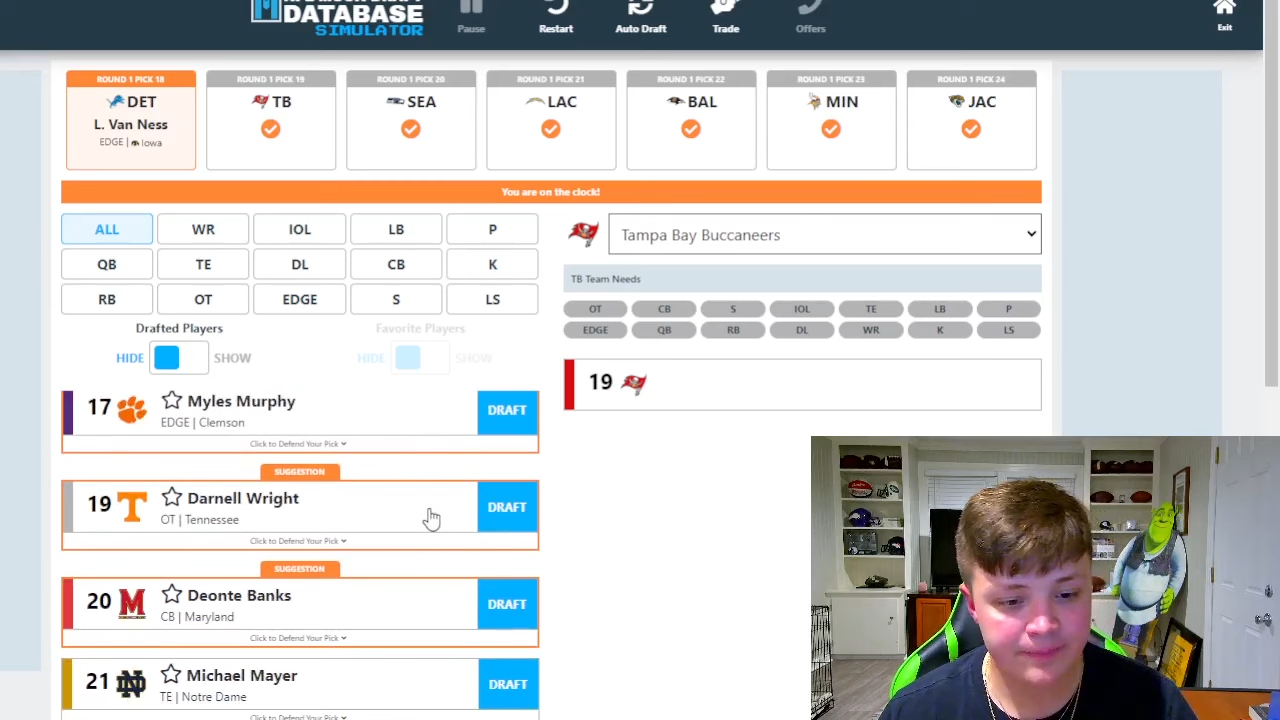 DATABASE
SIMULATOR
Pause
Restart
Auto Draft
Trade
Offers
Exit
ROUND 1 PICK 18
ROUND 1 PICK 19
ROUND 1 PICK 20
ROUND 1 PICK 21
ROUND 1 PICK 22
ROUND 1 PICK 23
ROUND 1 PICK 24
DET
TB
SEA
LAC
BAL
MIN
JAC
L. Van Ness
EDGE | Iowa
You are on the clock!
ALL
WR
IOL
LB
P
QB
TE
DL
CB
K
RB
OT
EDGE
S
LS
Drafted Players
HIDE
SHOW
Favorite Players
HIDE
SHOW
Tampa Bay Buccaneers
TB Team Needs
OT
CB
S
IOL
TE
LB
P
EDGE
QB
RB
DL
WR
K
LS
19
17
Myles Murphy
EDGE | Clemson
DRAFT
Click to Defend Your Pick
SUGGESTION
19
Darnell Wright
OT | Tennessee
DRAFT
Click to Defend Your Pick
SUGGESTION
20
Deonte Banks
CB | Maryland
DRAFT
Click to Defend Your Pick
21
Michael Mayer
TE | Notre Dame
DRAFT
Click to Defend Your Pick